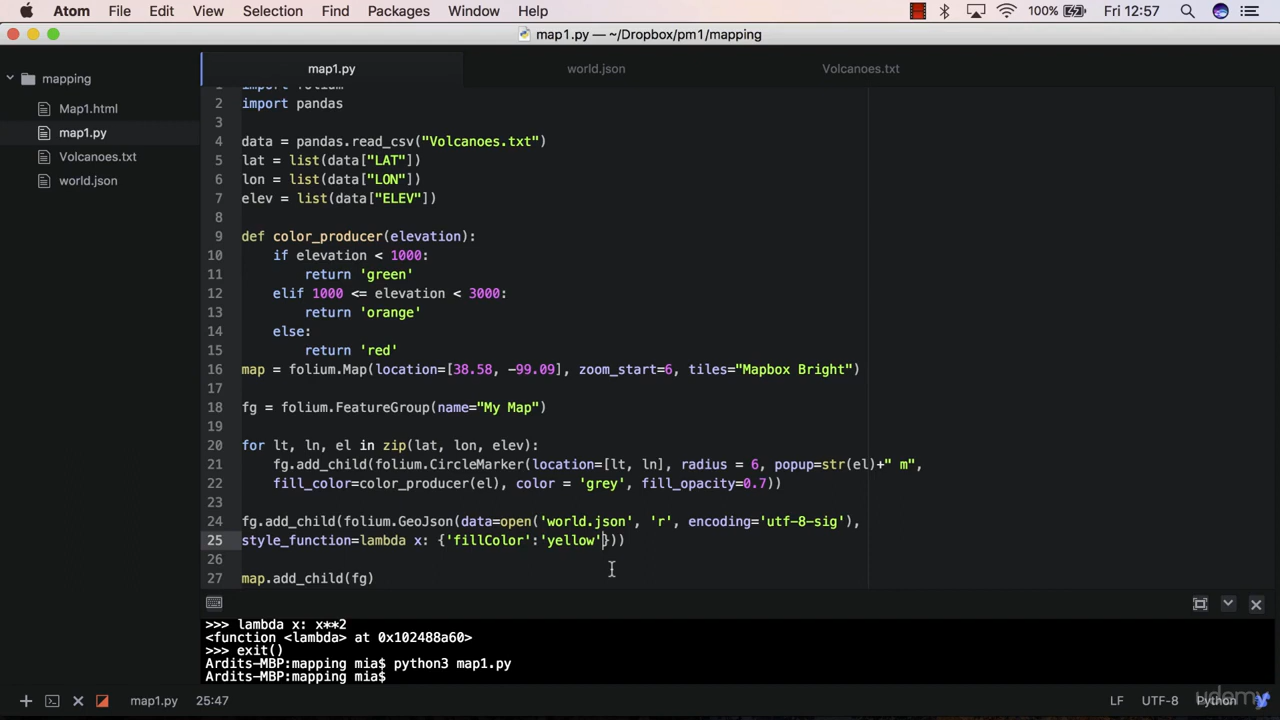 Atom File Edit View Selection Find Packages Window Help 100% Fri 12:57
map1.py — ~/Dropbox/pm1/mapping
mapping
Map1.html
map1.py
Volcanoes.txt
world.json
map1.py world.json Volcanoes.txt
1 import folium
2 import pandas
3
4 data = pandas.read_csv("Volcanoes.txt")
5 lat = list(data["LAT"])
6 lon = list(data["LON"])
7 elev = list(data["ELEV"])
8
9 def color_producer(elevation):
10 if elevation < 1000:
11 return 'green'
12 elif 1000 <= elevation < 3000:
13 return 'orange'
14 else:
15 return 'red'
16 map = folium.Map(location=[38.58, -99.09], zoom_start=6, tiles="Mapbox Bright")
17
18 fg = folium.FeatureGroup(name="My Map")
19
20 for lt, ln, el in zip(lat, lon, elev):
21 fg.add_child(folium.CircleMarker(location=[lt, ln], radius = 6, popup=str(el)+" m",
22 fill_color=color_producer(el), color = 'grey', fill_opacity=0.7))
23
24 fg.add_child(folium.GeoJson(data=open('world.json', 'r', encoding='utf-8-sig'),
25 style_function=lambda x: {'fillColor':'yellow'}))
26
27 map.add_child(fg)
>>> lambda x: x**2
<function <lambda> at 0x102488a60>
>>> exit()
Ardits-MBP:mapping mia$ python3 map1.py
Ardits-MBP:mapping mia$
map1.py 25:47 LF UTF-8 Python
udemy